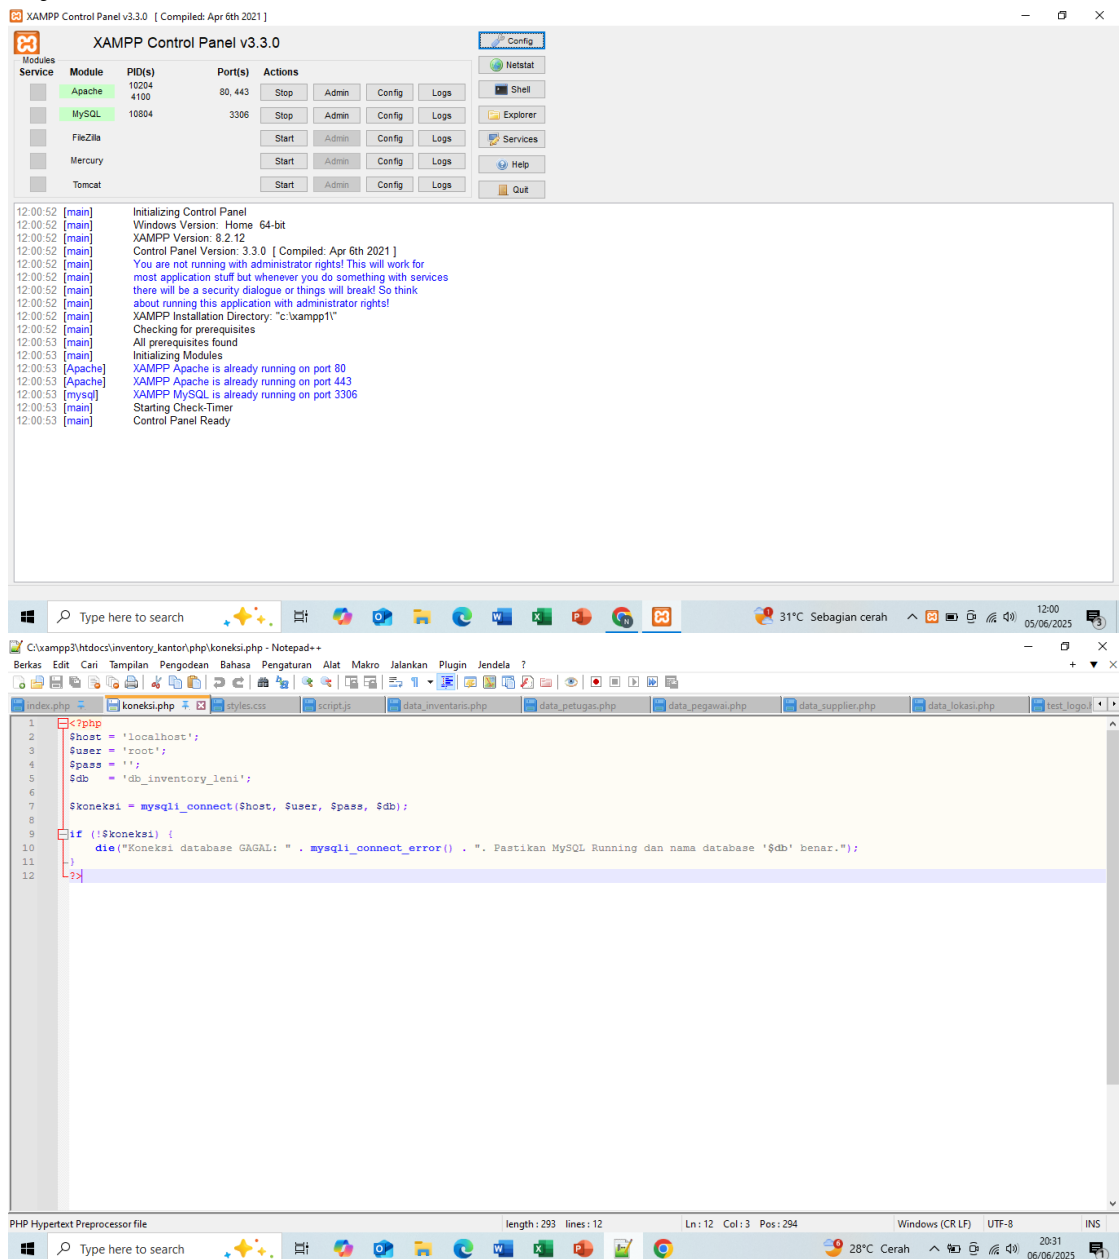 XAMPP Control Panel v3.3.0 [ Compiled: Apr 6th 2021 ]
XAMPP Control Panel v3.3.0
Config
Modules
Service Module PID(s) Port(s) Actions
Netstat
Apache 10204 4100 80, 443 Stop Admin Config Logs
Shell
MySQL 10804 3306 Stop Admin Config Logs
Explorer
FileZilla Start Admin Config Logs
Services
Mercury Start Admin Config Logs
Help
Tomcat Start Admin Config Logs
Quit
12:00:52 [main] Initializing Control Panel
12:00:52 [main] Windows Version: Home 64-bit
12:00:52 [main] XAMPP Version: 8.2.12
12:00:52 [main] Control Panel Version: 3.3.0 [ Compiled: Apr 6th 2021 ]
12:00:52 [main] You are not running with administrator rights! This will work for
12:00:52 [main] most application stuff but whenever you do something with services
12:00:52 [main] there will be a security dialogue or things will break! So think
12:00:52 [main] about running this application with administrator rights!
12:00:52 [main] XAMPP Installation Directory: "c:\xampp1\"
12:00:52 [main] Checking for prerequisites
12:00:53 [main] All prerequisites found
12:00:53 [main] Initializing Modules
12:00:53 [Apache] XAMPP Apache is already running on port 80
12:00:53 [Apache] XAMPP Apache is already running on port 443
12:00:53 [mysql] XAMPP MySQL is already running on port 3306
12:00:53 [main] Starting Check-Timer
12:00:53 [main] Control Panel Ready
Type here to search
31°C Sebagian cerah
12:00
05/06/2025
C:\xampp3\htdocs\inventory_kantor\php\koneksi.php - Notepad++
Berkas Edit Cari Tampilan Pengodean Bahasa Pengaturan Alat Makro Jalankan Plugin Jendela ?
index.php koneksi.php styles.css script.js data_inventaris.php data_petugas.php data_pegawai.php data_supplier.php data_lokasi.php test_logo.h
1 <?php
2 $host = 'localhost';
3 $user = 'root';
4 $pass = '';
5 $db = 'db_inventory_leni';
6
7 $koneksi = mysqli_connect($host, $user, $pass, $db);
8
9 if (!$koneksi) {
10 die("Koneksi database GAGAL: " . mysqli_connect_error() . ". Pastikan MySQL Running dan nama database '$db' benar.");
11 }
12 ?>
PHP Hypertext Preprocessor file length : 293 lines : 12 Ln : 12 Col : 3 Pos : 294 Windows (CR LF) UTF-8 INS
Type here to search
28°C Cerah
20:31
06/06/2025